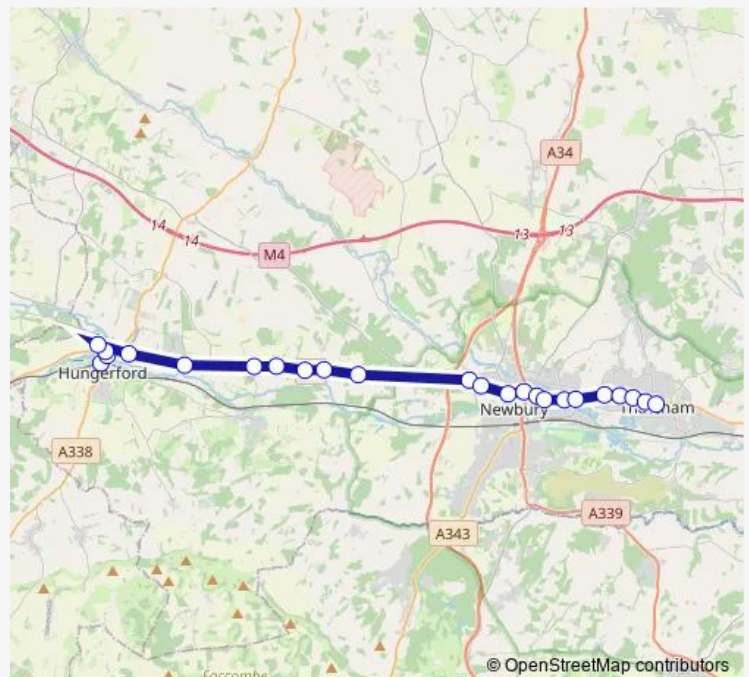 A34
14
14
13
13
M4
Hungerford
Newbury
Thatcham
A338
A339
A343
© OpenStreetMap contributors